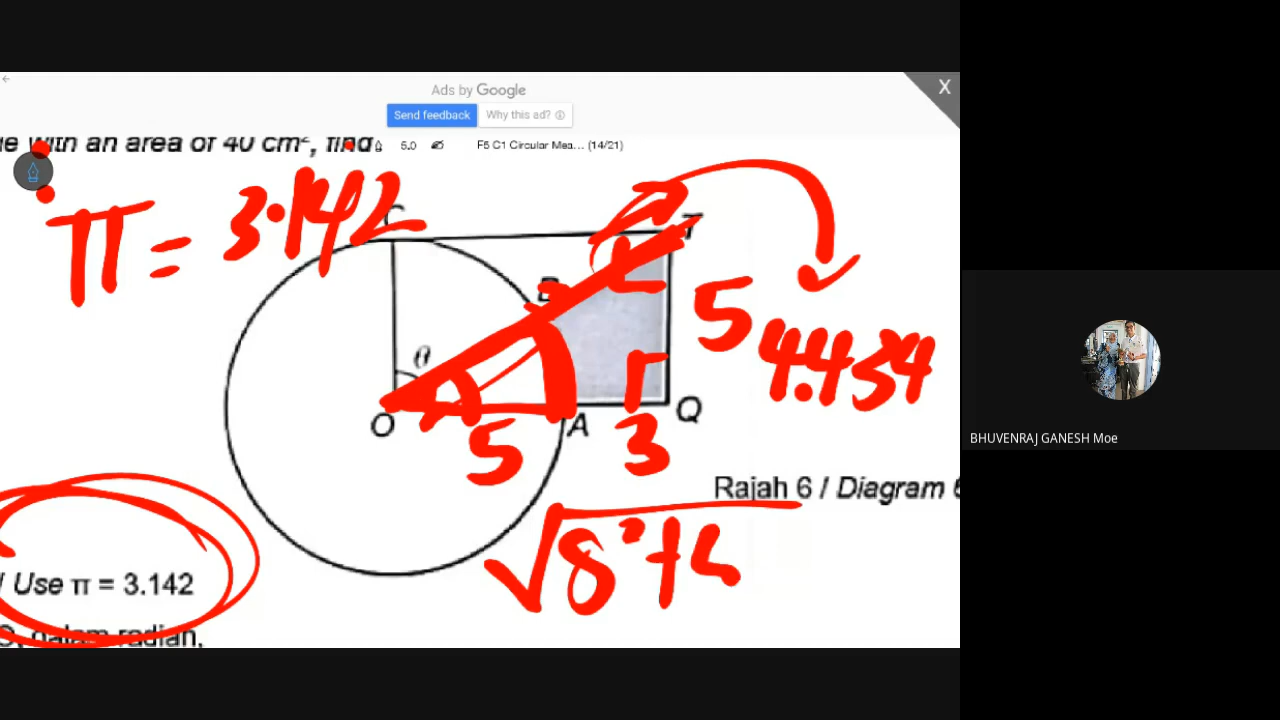 Ads by Google
X
Send feedback
Why this ad?
e with an area of 40 cm², find
5.0
F5 C1 Circular Mea... (14/21)
π = 3.142
C
T
B
5
θ
4.434
O
A
Q
5
3
Rajah 6 / Diagram 6
√8²+5
/ Use π = 3.142
dalam radian,
BHUVENRAJ GANESH Moe